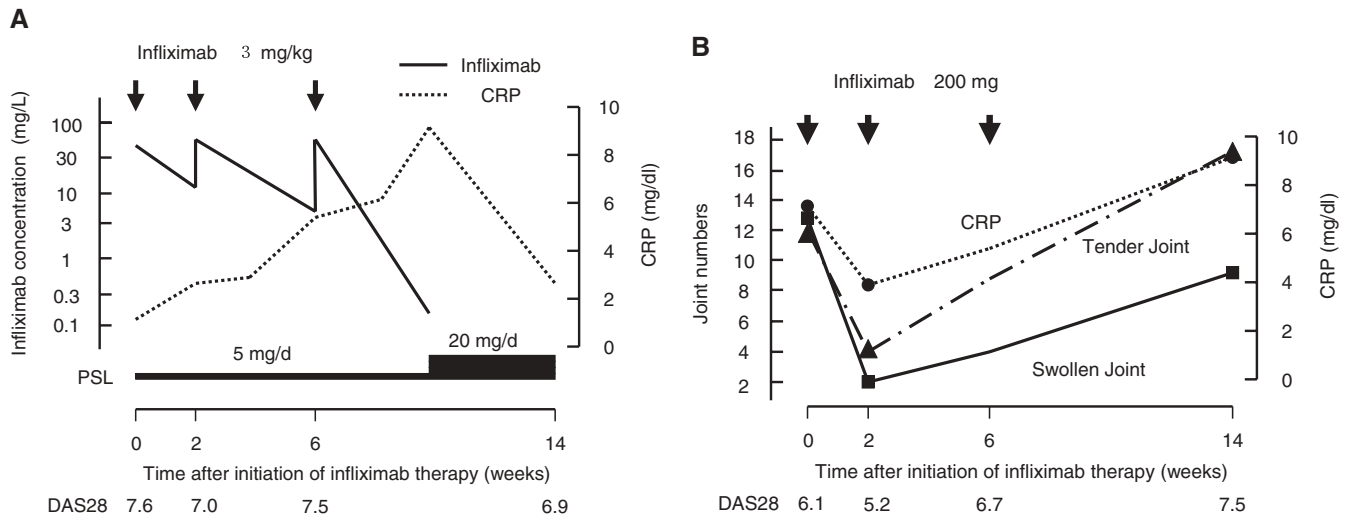 A
Infliximab 3 mg/kg
Infliximab
CRP
Infliximab concentration (mg/L)
100
30
10
3
1
0.3
0.1
10
8
6
4
2
0
CRP (mg/dl)
5 mg/d
20 mg/d
PSL
0 2 6 14
Time after initiation of infliximab therapy (weeks)
DAS28 7.6 7.0 7.5 6.9
B
Infliximab 200 mg
Joint numbers
18
16
14
12
10
8
6
4
2
10
8
6
4
2
0
CRP (mg/dl)
CRP
Tender Joint
Swollen Joint
0 2 6 14
Time after initiation of infliximab therapy (weeks)
DAS28 6.1 5.2 6.7 7.5